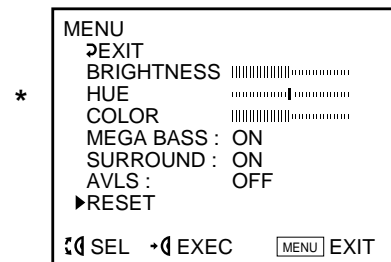 MENU
EXIT
BRIGHTNESS
HUE
*
COLOR
MEGA BASS : ON
SURROUND : ON
AVLS : OFF
RESET
SEL EXEC MENU EXIT